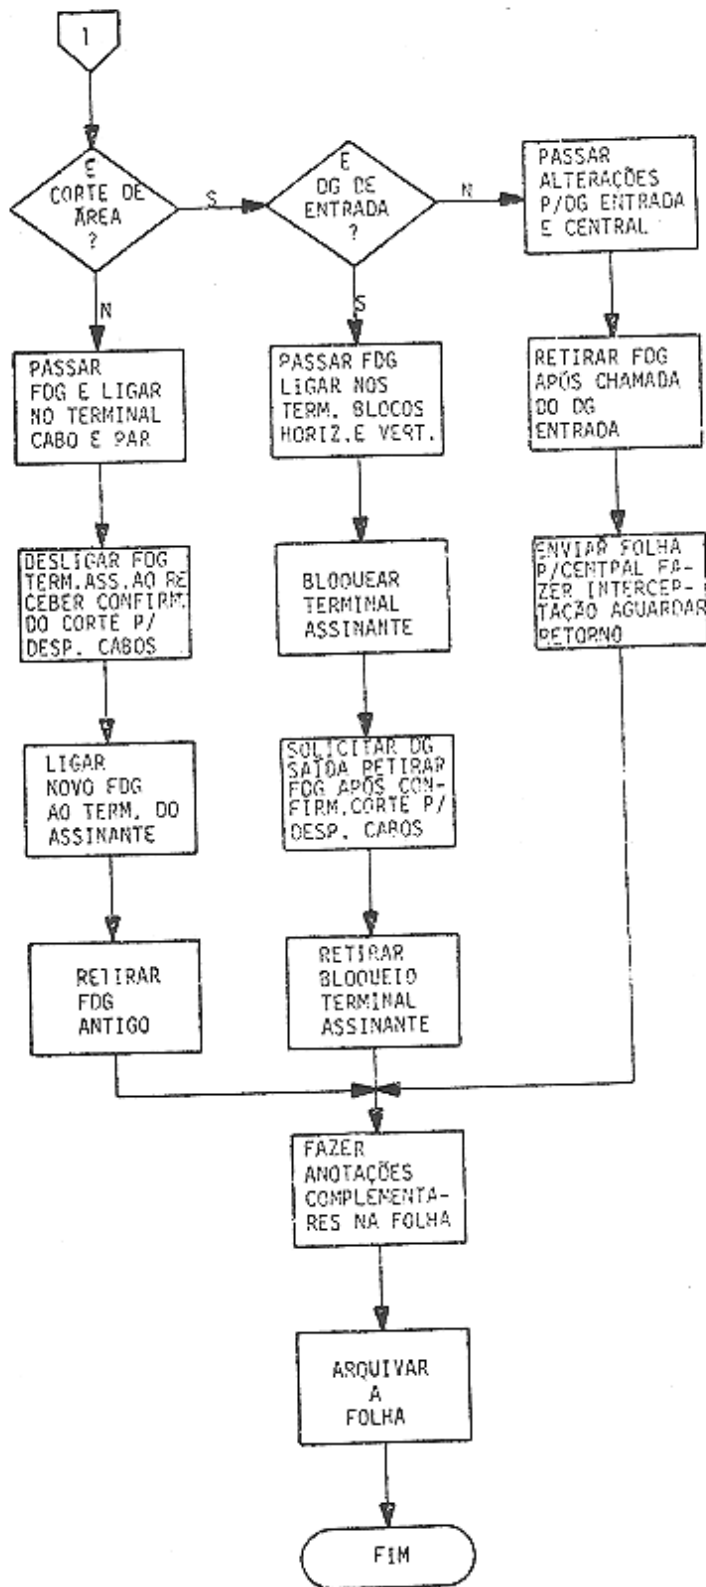 1
E
CORTE DE
ÁREA
?
S
E
DG DE
ENTRADA
?
N
PASSAR
ALTERAÇÕES
P/DG ENTRADA
E CENTRAL
N
S
PASSAR
FDG E LIGAR
NO TERMINAL
CABO E PAR
PASSAR FDG
LIGAR NOS
TERM. BLOCOS
HORIZ.E VERT.
RETIRAR FDG
APÓS CHAMADA
DO DG
ENTRADA
DESLIGAR FDG
TERM.ASS.AO RE
CEBER CONFIRM.
DO CORTE P/
DESP. CABOS
BLOQUEAR
TERMINAL
ASSINANTE
ENVIAR FOLHA
P/CENTRAL FA-
ZER INTERCEP-
TAÇÃO AGUARDAR
RETORNO
LIGAR
NOVO FDG
AO TERM. DO
ASSINANTE
SOLICITAR DG
SAÍDA RETIRAR
FDG APÓS CON-
FIRM.CORTE P/
DESP. CABOS
RETIRAR
FDG
ANTIGO
RETIRAR
BLOQUEIO
TERMINAL
ASSINANTE
FAZER
ANOTAÇÕES
COMPLEMENTA-
RES NA FOLHA
ARQUIVAR
A
FOLHA
FIM